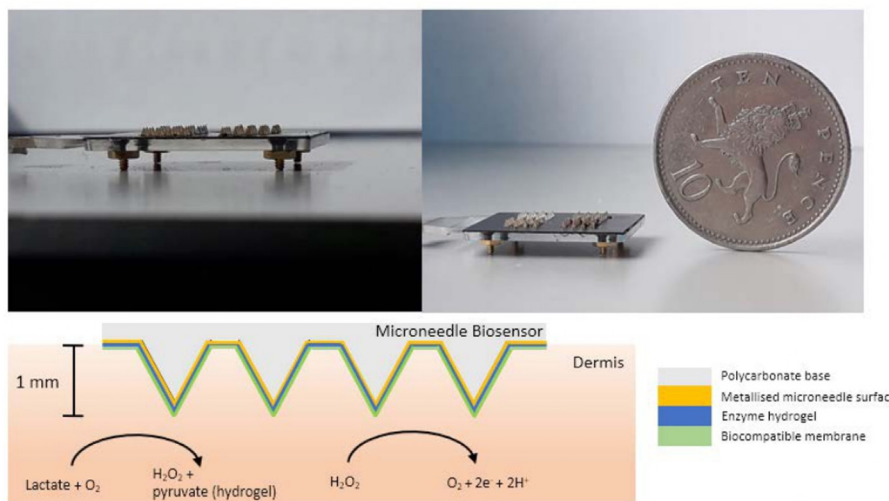 TEN PENCE
10
Microneedle Biosensor
Dermis
1 mm
Polycarbonate base
Metallised microneedle surfac
Enzyme hydrogel
Biocompatible membrane
Lactate + O₂
H₂O₂ +
pyruvate (hydrogel)
H₂O₂
O₂ + 2e⁻ + 2H⁺